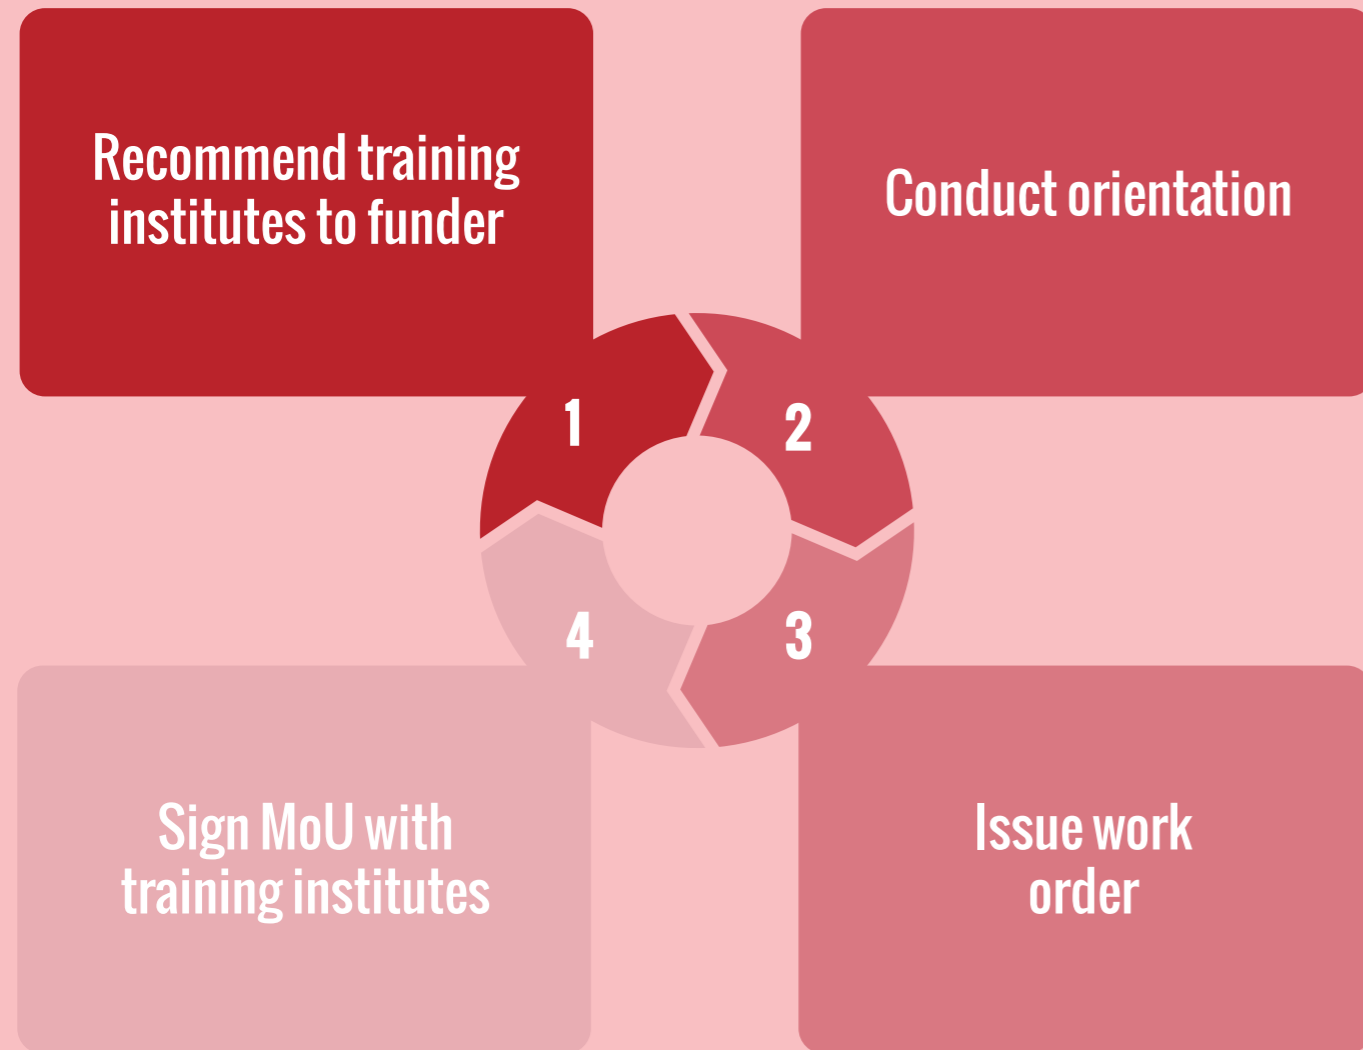 Recommend training
institutes to funder
Conduct orientation
1
2
4
3
Sign MoU with
training institutes
Issue work
order